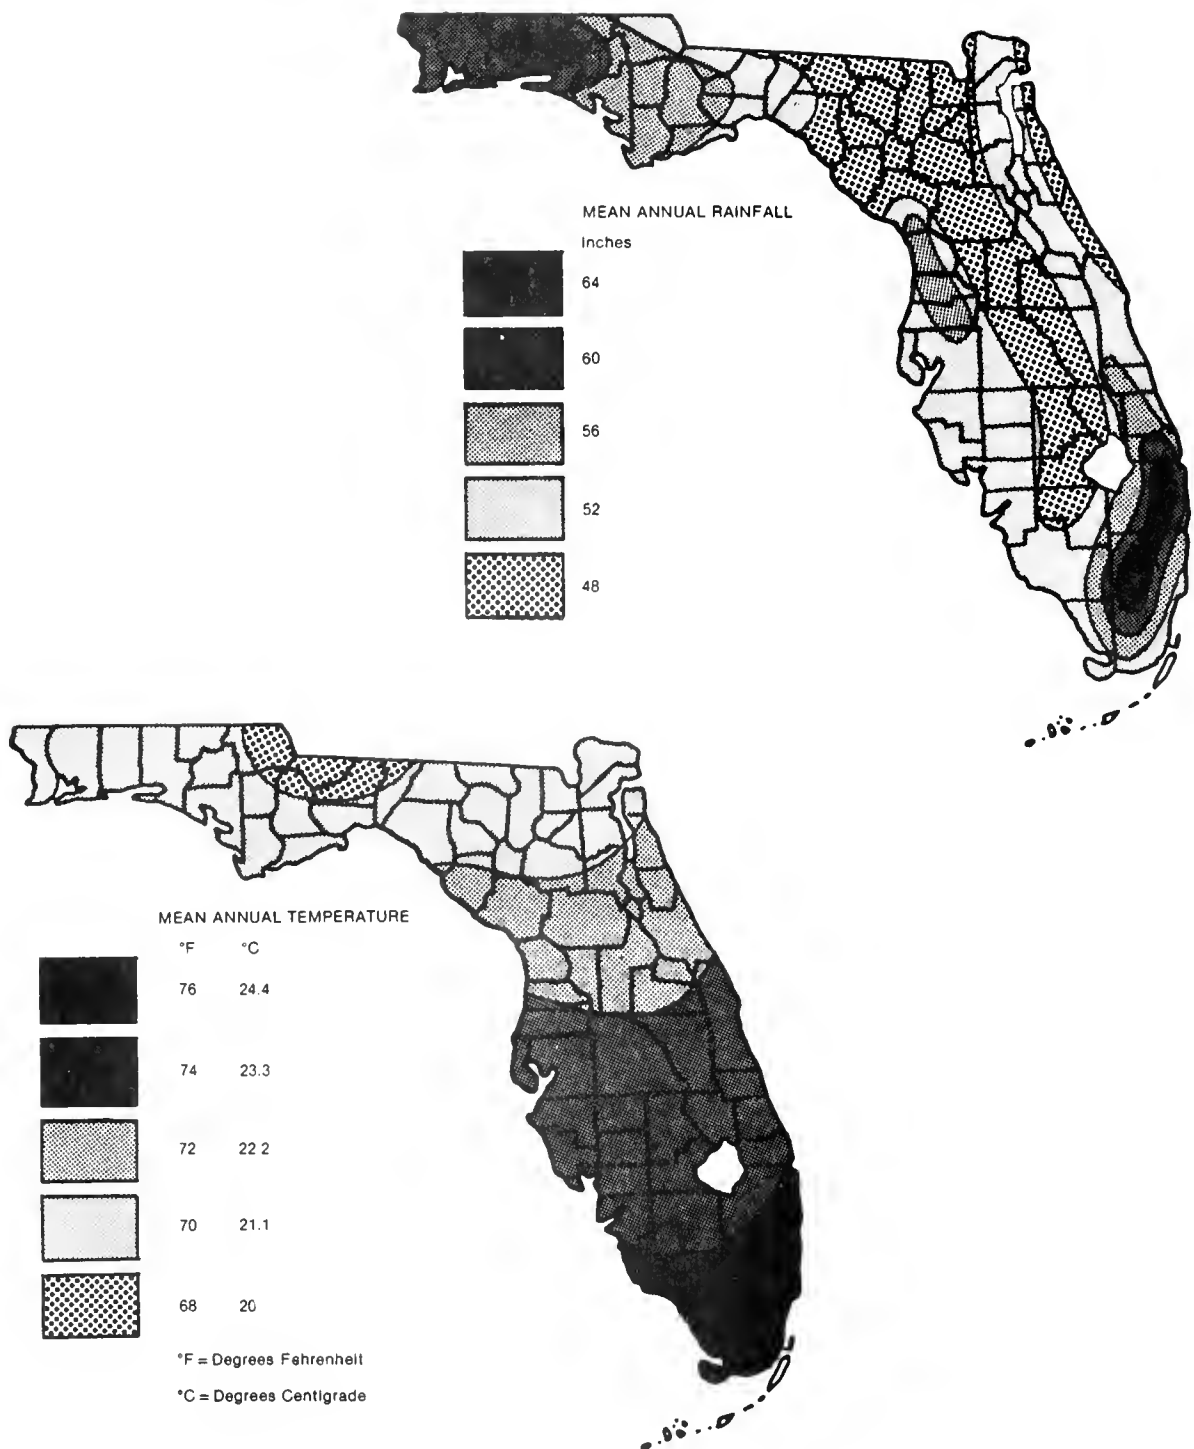 MEAN ANNUAL RAINFALL
Inches
64
60
56
52
48
MEAN ANNUAL TEMPERATURE
°F °C
76 24.4
74 23.3
72 22 2
70 21.1
68 20
°F = Degrees Fahrenheit
°C = Degrees Centigrade